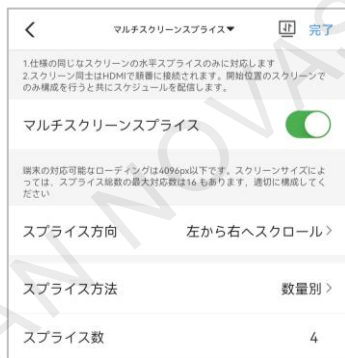 マルチスクリーンスプライス▼ 完了
1.仕様の同じなスクリーンの水平スプライスのみに対応します
2.スクリーン同士はHDMIで順番に接続されます。開始位置のスクリーンで
のみ構成を行うと共にスケジュールを配信します。
マルチスクリーンスプライス
端末の対応可能なローディングは4096px以下です。スクリーンサイズによ
っては、スプライス総数の最大対応数は16 もあります，適切に構成してく
ださい
スプライス方向 左から右へスクロール
スプライス方法 数量別
スプライス数 4
AN NOVAS